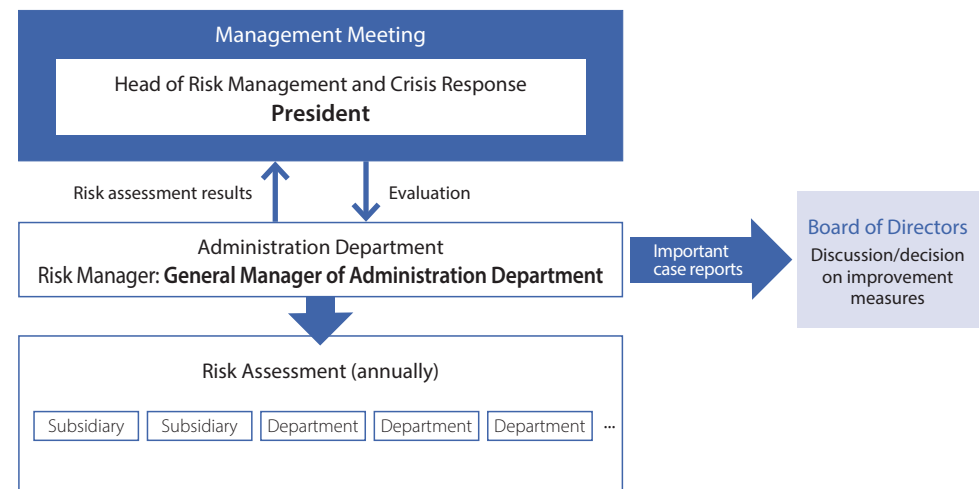 Management Meeting
Head of Risk Management and Crisis Response
President
Risk assessment results
Evaluation
Administration Department
Risk Manager: General Manager of Administration Department
Important
case reports
Board of Directors
Discussion/decision
on improvement
measures
Risk Assessment (annually)
Subsidiary Subsidiary Department Department Department ...